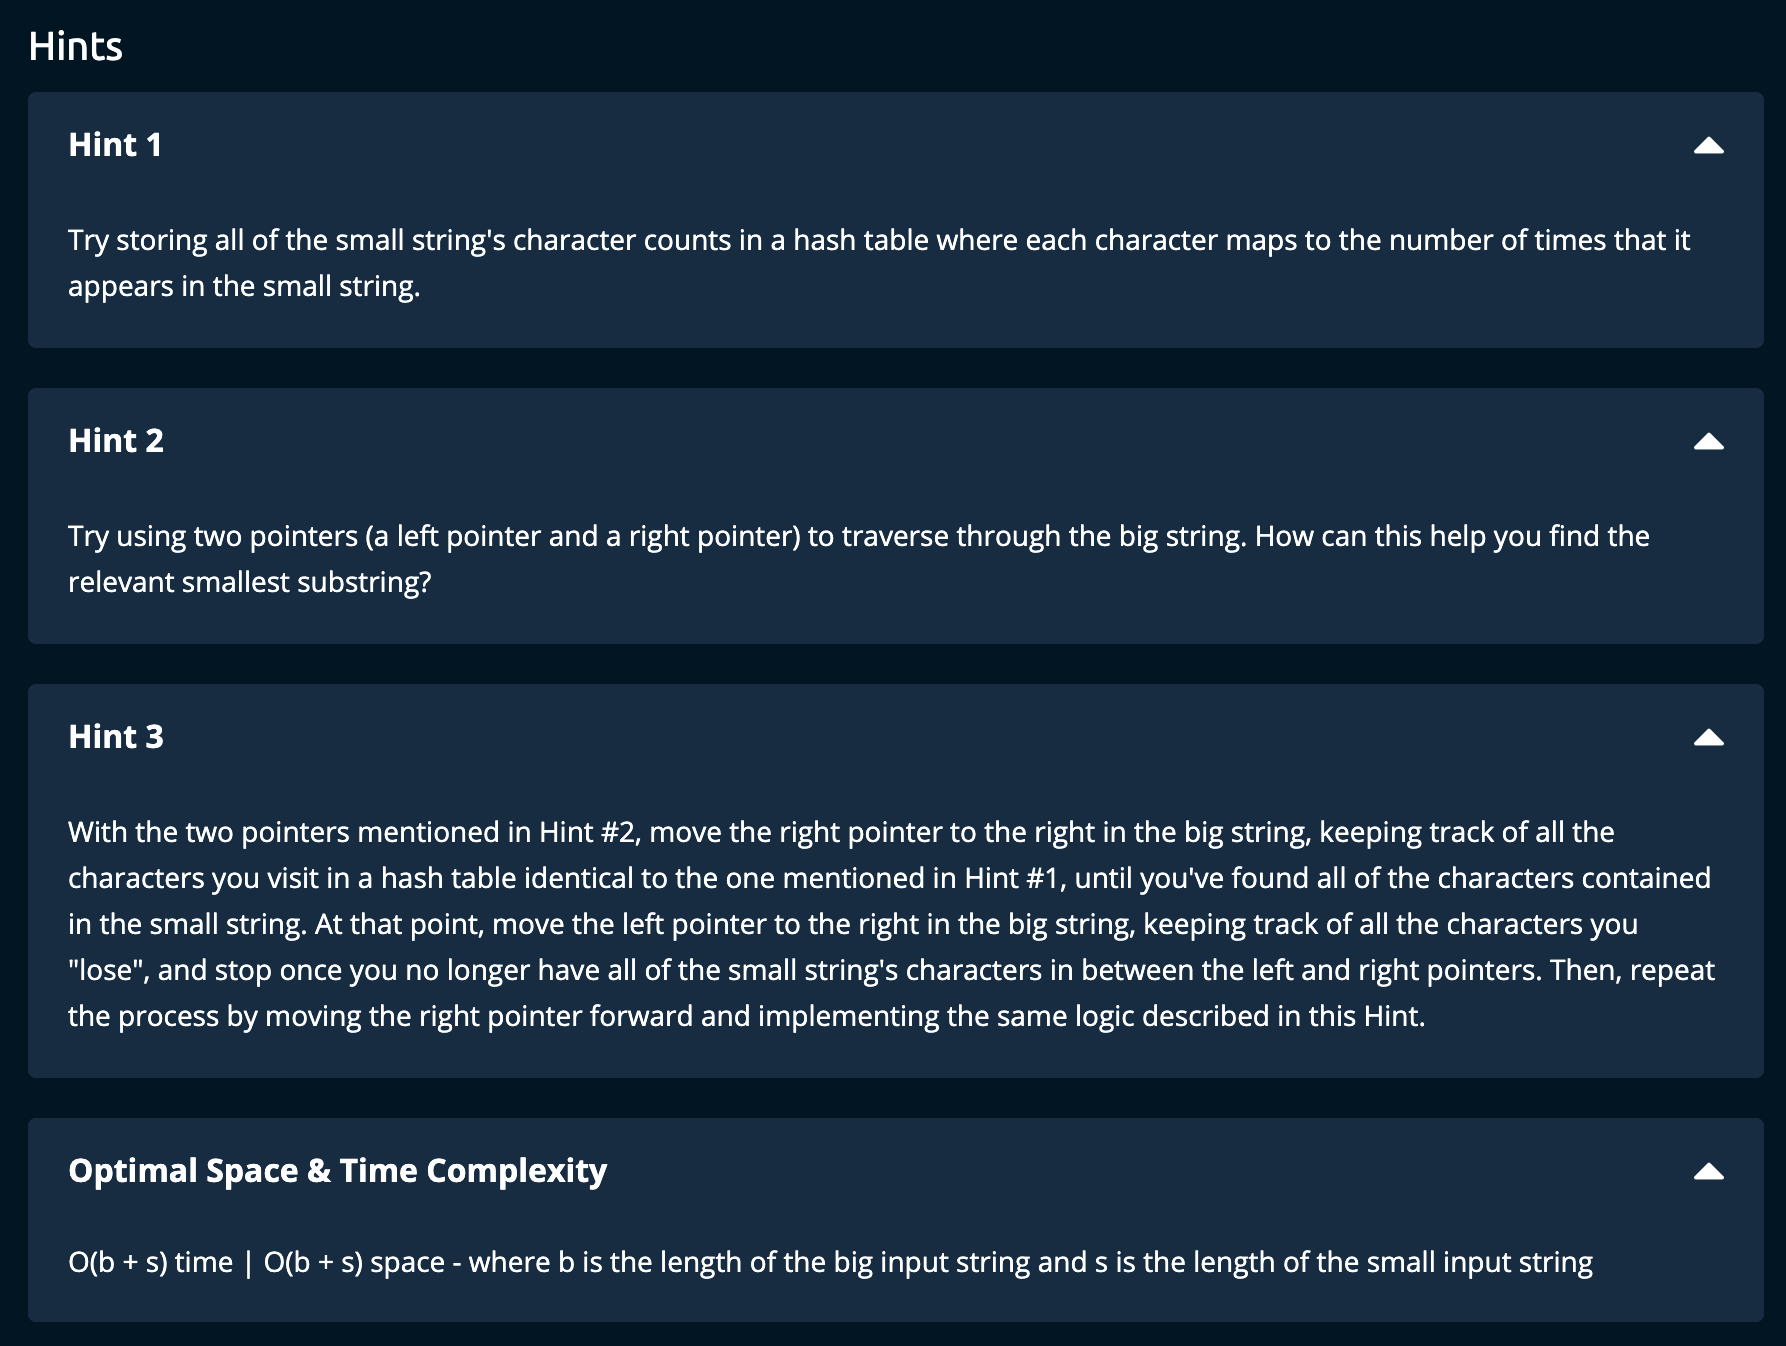 Hints
Hint 1
Try storing all of the small string's character counts in a hash table where each character maps to the number of times that it
appears in the small string.
Hint 2
Try using two pointers (a left pointer and a right pointer) to traverse through the big string. How can this help you find the
relevant smallest substring?
Hint 3
With the two pointers mentioned in Hint #2, move the right pointer to the right in the big string, keeping track of all the
characters you visit in a hash table identical to the one mentioned in Hint #1, until you've found all of the characters contained
in the small string. At that point, move the left pointer to the right in the big string, keeping track of all the characters you
"lose", and stop once you no longer have all of the small string's characters in between the left and right pointers. Then, repeat
the process by moving the right pointer forward and implementing the same logic described in this Hint.
Optimal Space & Time Complexity
O(b + s) time | O(b + s) space - where b is the length of the big input string and s is the length of the small input string